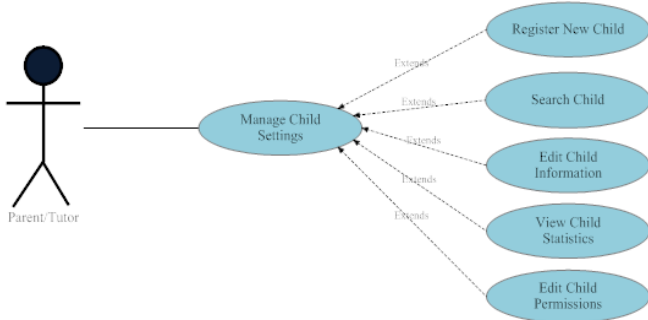 Register New Child
Extends
Search Child
Extends
Manage Child
Settings
Extends
Edit Child
Information
Extends
View Child
Statistics
Extends
Parent/Tutor
Edit Child
Permissions